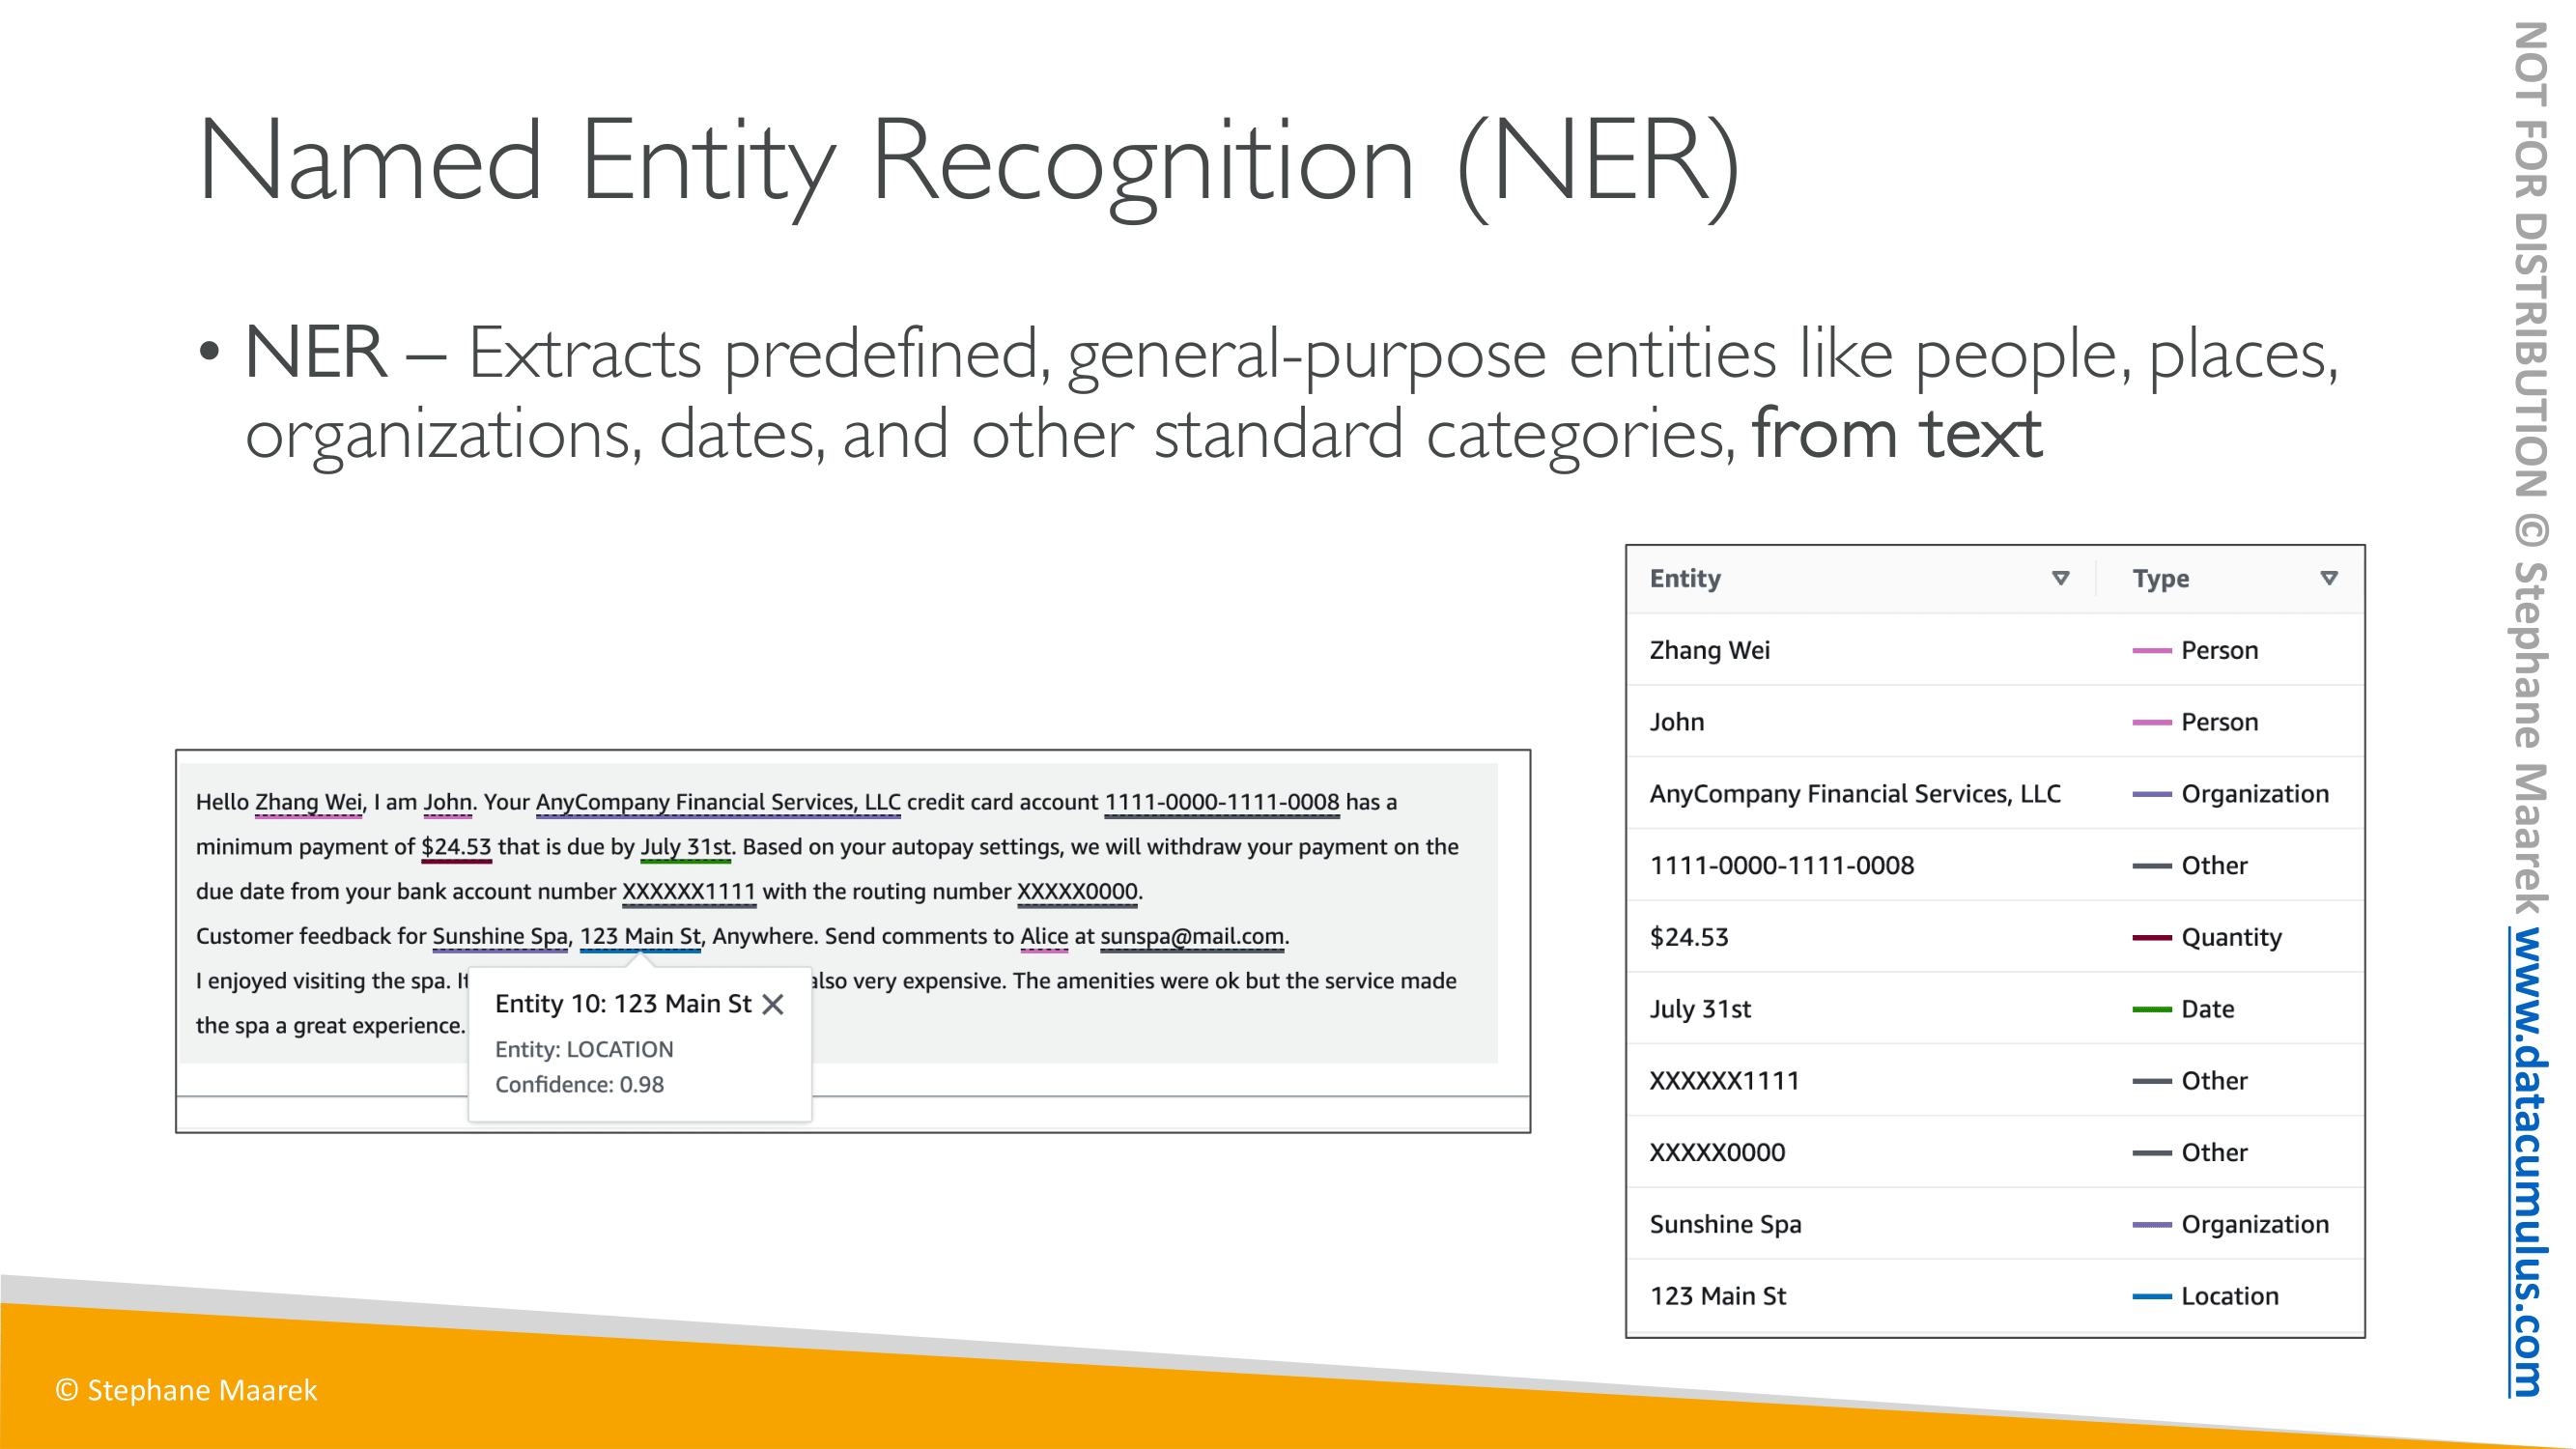 Named Entity Recognition (NER)
• NER – Extracts predefined, general-purpose entities like people, places,
organizations, dates, and other standard categories, from text
Hello Zhang Wei, I am John. Your AnyCompany Financial Services, LLC credit card account 1111-0000-1111-0008 has a
minimum payment of $24.53 that is due by July 31st. Based on your autopay settings, we will withdraw your payment on the
due date from your bank account number XXXXXX1111 with the routing number XXXXX0000.
Customer feedback for Sunshine Spa, 123 Main St, Anywhere. Send comments to Alice at sunspa@mail.com.
I enjoyed visiting the spa. It also very expensive. The amenities were ok but the service made
the spa a great experience.
Entity 10: 123 Main St ✕
Entity: LOCATION
Confidence: 0.98
Entity Type
Zhang Wei Person
John Person
AnyCompany Financial Services, LLC Organization
1111-0000-1111-0008 Other
$24.53 Quantity
July 31st Date
XXXXXX1111 Other
XXXXX0000 Other
Sunshine Spa Organization
123 Main St Location
© Stephane Maarek
NOT FOR DISTRIBUTION © Stephane Maarek www.datacumulus.com